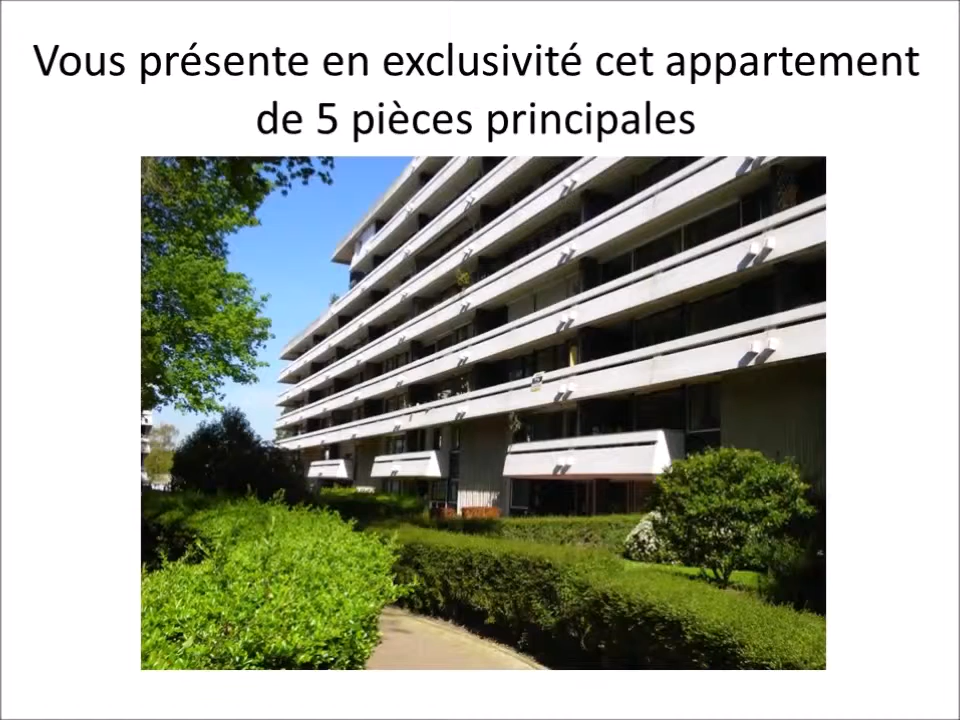 Vous présente en exclusivité cet appartement
de 5 pièces principales